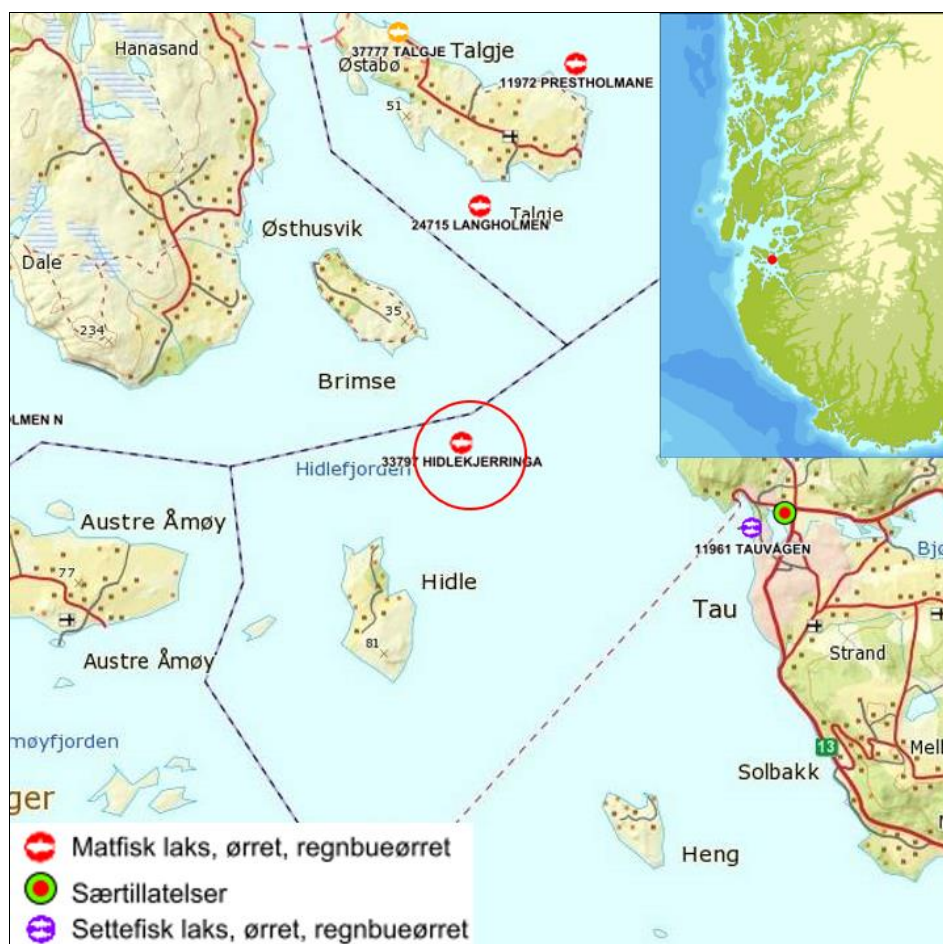 Hanasand
37777 TALGJE
Talgje
Østabø
11972 PRESTHOLMANE
51
24715 LANGHOLMEN
Talgje
Østhusvik
Dale
35
234
Brimse
OLMEN N
33797 HIDLEKJERRINGA
Hidlefjorden
Austre Åmøy
11961 TAUVÅGEN
Bjø
77
Hidle
Tau
81
Strand
Austre Åmøy
møyfjorden
13
Mell
Solbakk
ger
Heng
Matfisk laks, ørret, regnbueørret
Særtillatelser
Settefisk laks, ørret, regnbueørret